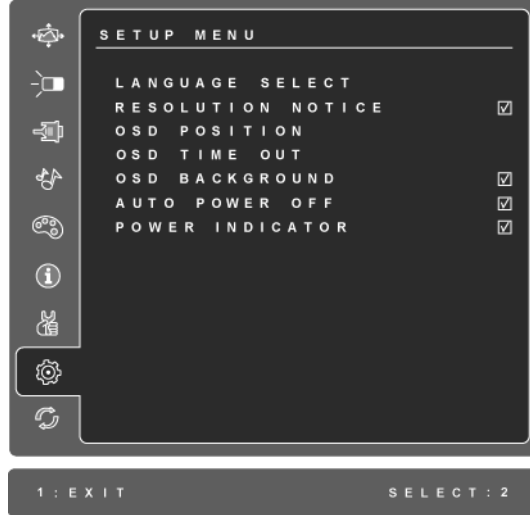 SETUP MENU
LANGUAGE SELECT
RESOLUTION NOTICE ☑
OSD POSITION
OSD TIME OUT
OSD BACKGROUND ☑
AUTO POWER OFF ☑
POWER INDICATOR ☑
1:EXIT SELECT:2